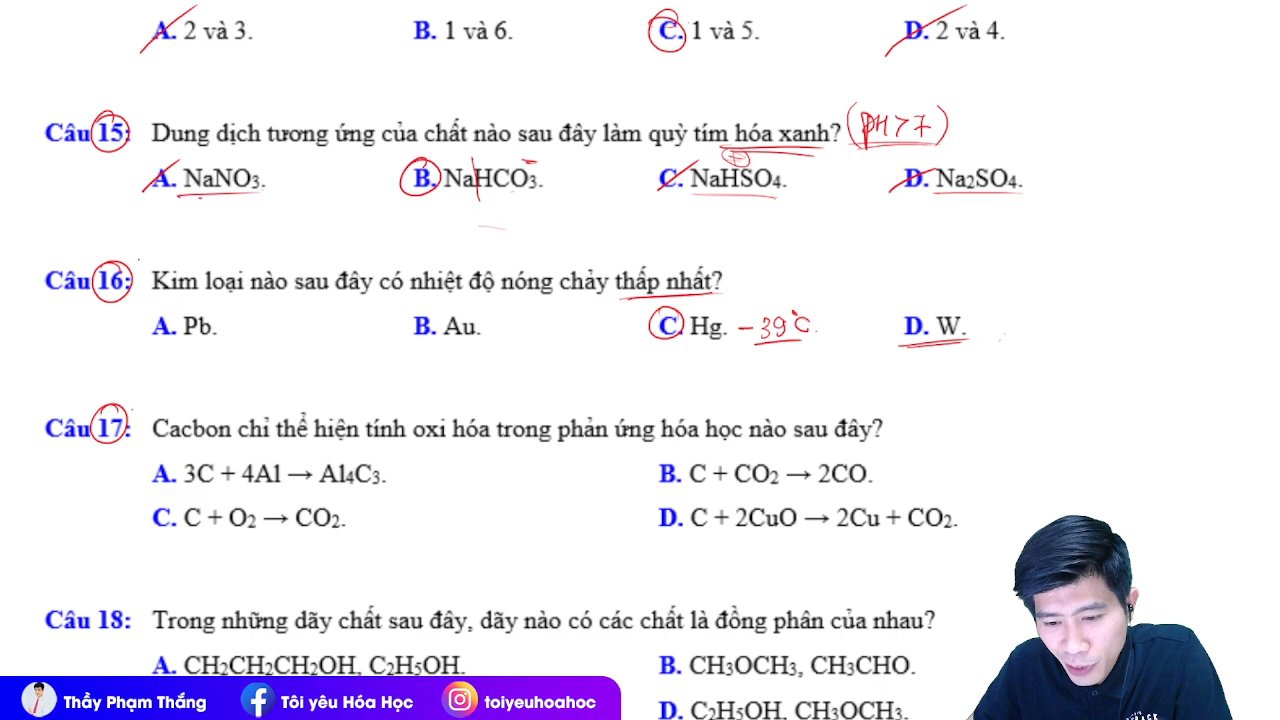 A. 2 và 3. B. 1 và 6. C. 1 và 5. D. 2 và 4.
Câu 15: Dung dịch tương ứng của chất nào sau đây làm quỳ tím hóa xanh? (pH > 7)
A. NaNO₃. B. NaHCO₃. C. NaHSO₄. D. Na₂SO₄.
Câu 16: Kim loại nào sau đây có nhiệt độ nóng chảy thấp nhất?
A. Pb. B. Au. C. Hg. -39°C. D. W.
Câu 17: Cacbon chỉ thể hiện tính oxi hóa trong phản ứng hóa học nào sau đây?
A. 3C + 4Al → Al₄C₃. B. C + CO₂ → 2CO.
C. C + O₂ → CO₂. D. C + 2CuO → 2Cu + CO₂.
Câu 18: Trong những dãy chất sau đây, dãy nào có các chất là đồng phân của nhau?
A. CH₂CH₂CH₂OH, C₂H₅OH. B. CH₃OCH₃, CH₃CHO.
D. C₂H₅OH, CH₃OCH₃.
Thầy Phạm Thắng Tôi yêu Hóa Học toiyeuhoahoc